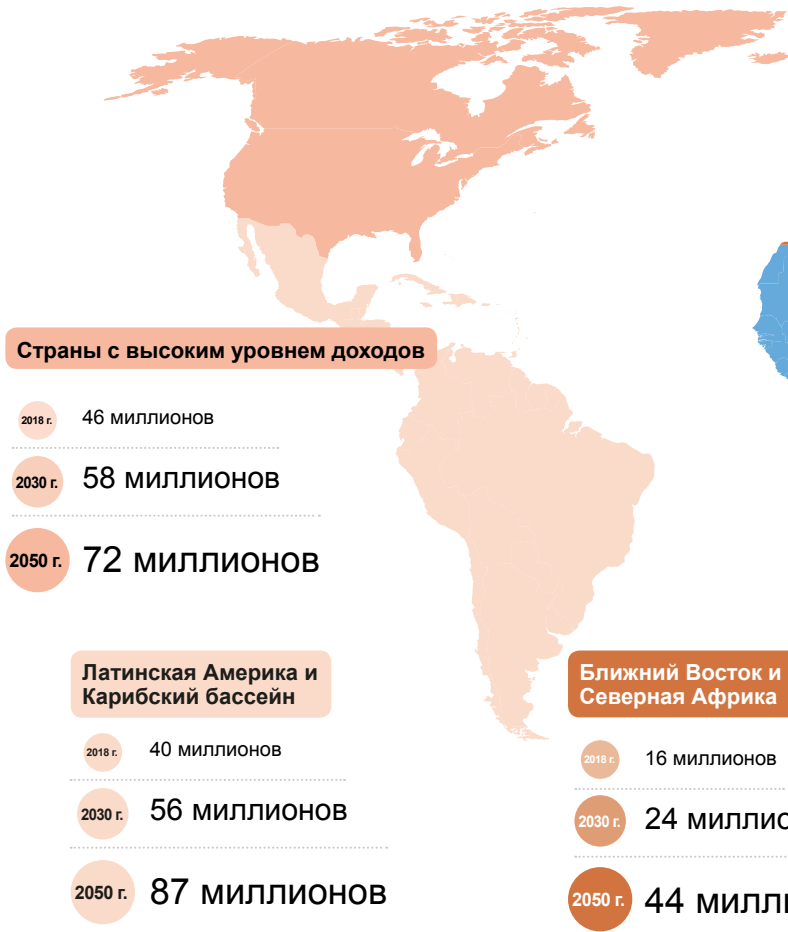 Страны с высоким уровнем доходов
2018 г. 46 миллионов
2030 г. 58 миллионов
2050 г. 72 миллионов
Латинская Америка и
Карибский бассейн
2018 г. 40 миллионов
2030 г. 56 миллионов
2050 г. 87 миллионов
Ближний Восток и
Северная Африка
2018 г. 16 миллионов
2030 г. 24
2050 г. 44